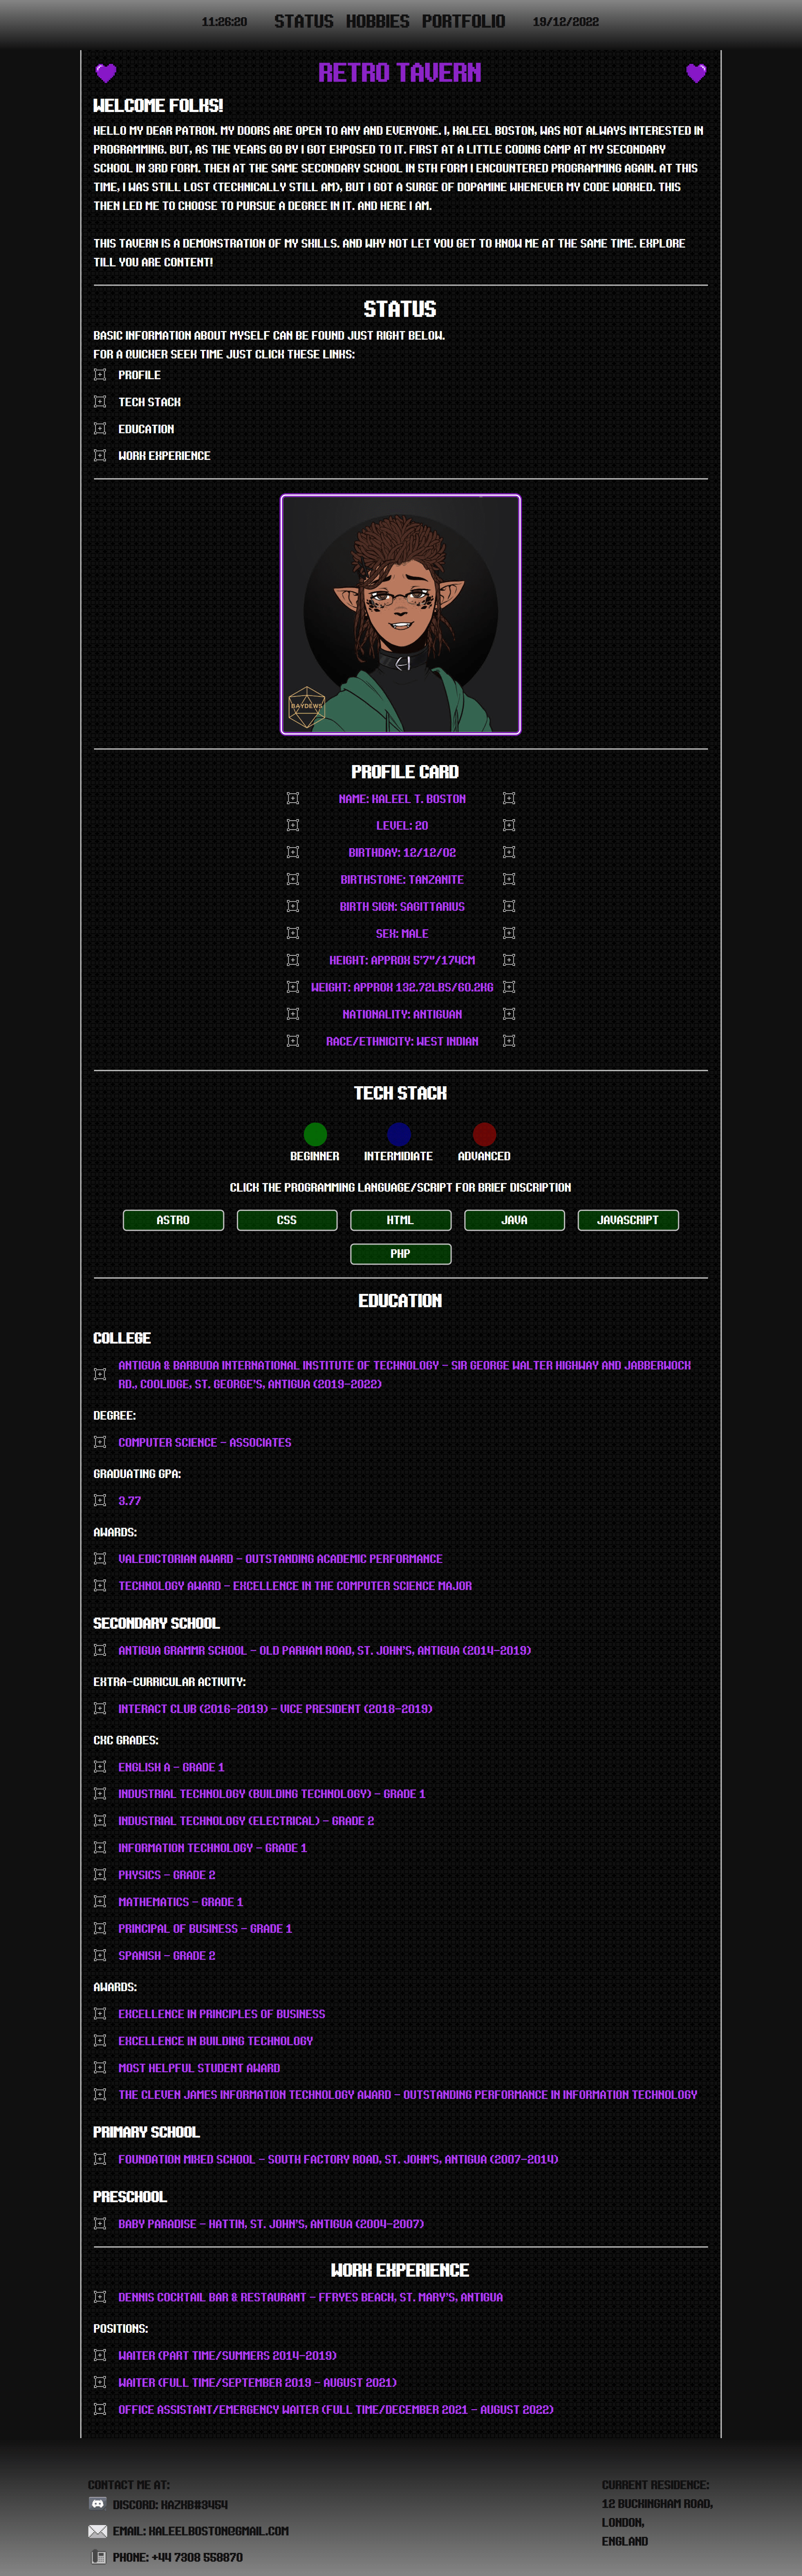 11:26:20 STATUS HOBBIES PORTFOLIO 19/12/2022
RETRO TAVERN
WELCOME FOLKS!
HELLO MY DEAR PATRON. MY DOORS ARE OPEN TO ANY AND EVERYONE. I, KALEEL BOSTON, WAS NOT ALWAYS INTERESTED IN
PROGRAMMING. BUT, AS THE YEARS GO BY I GOT EXPOSED TO IT. FIRST AT A LITTLE CODING CAMP AT MY SECONDARY
SCHOOL IN 3RD FORM. THEN AT THE SAME SECONDARY SCHOOL IN 5TH FORM I ENCOUNTERED PROGRAMMING AGAIN. AT THIS
TIME, I WAS STILL LOST (TECHNICALLY STILL AM), BUT I GOT A SURGE OF DOPAMINE WHENEVER MY CODE WORKED. THIS
THEN LED ME TO CHOOSE TO PURSUE A DEGREE IN IT. AND HERE I AM.
THIS TAVERN IS A DEMONSTRATION OF MY SKILLS. AND WHY NOT LET YOU GET TO KNOW ME AT THE SAME TIME. EXPLORE
TILL YOU ARE CONTENT!
STATUS
BASIC INFORMATION ABOUT MYSELF CAN BE FOUND JUST RIGHT BELOW.
FOR A QUICKER SEEK TIME JUST CLICK THESE LINKS:
PROFILE
TECH STACK
EDUCATION
WORK EXPERIENCE
BAYDEWS
PROFILE CARD
NAME: KALEEL T. BOSTON
LEVEL: 20
BIRTHDAY: 12/12/02
BIRTHSTONE: TANZANITE
BIRTH SIGN: SAGITTARIUS
SEX: MALE
HEIGHT: APPROX 5'7"/174CM
WEIGHT: APPROX 132.72LBS/60.2KG
NATIONALITY: ANTIGUAN
RACE/ETHNICITY: WEST INDIAN
TECH STACK
BEGINNER INTERMIDIATE ADVANCED
CLICK THE PROGRAMMING LANGUAGE/SCRIPT FOR BRIEF DISCRIPTION
ASTRO CSS HTML JAVA JAVASCRIPT
PHP
EDUCATION
COLLEGE
ANTIGUA & BARBUDA INTERNATIONAL INSTITUTE OF TECHNOLOGY - SIR GEORGE WALTER HIGHWAY AND JABBERWOCK
RD., COOLIDGE, ST. GEORGE'S, ANTIGUA (2019-2022)
DEGREE:
COMPUTER SCIENCE - ASSOCIATES
GRADUATING GPA:
3.77
AWARDS:
VALEDICTORIAN AWARD - OUTSTANDING ACADEMIC PERFORMANCE
TECHNOLOGY AWARD - EXCELLENCE IN THE COMPUTER SCIENCE MAJOR
SECONDARY SCHOOL
ANTIGUA GRAMMR SCHOOL - OLD PARHAM ROAD, ST. JOHN'S, ANTIGUA (2014-2019)
EXTRA-CURRICULAR ACTIVITY:
INTERACT CLUB (2016-2019) - VICE PRESIDENT (2018-2019)
CXC GRADES:
ENGLISH A - GRADE 1
INDUSTRIAL TECHNOLOGY (BUILDING TECHNOLOGY) - GRADE 1
INDUSTRIAL TECHNOLOGY (ELECTRICAL) - GRADE 2
INFORMATION TECHNOLOGY - GRADE 1
PHYSICS - GRADE 2
MATHEMATICS - GRADE 1
PRINCIPAL OF BUSINESS - GRADE 1
SPANISH - GRADE 2
AWARDS:
EXCELLENCE IN PRINCIPLES OF BUSINESS
EXCELLENCE IN BUILDING TECHNOLOGY
MOST HELPFUL STUDENT AWARD
THE CLEVEN JAMES INFORMATION TECHNOLOGY AWARD - OUTSTANDING PERFORMANCE IN INFORMATION TECHNOLOGY
PRIMARY SCHOOL
FOUNDATION MIXED SCHOOL - SOUTH FACTORY ROAD, ST. JOHN'S, ANTIGUA (2007-2014)
PRESCHOOL
BABY PARADISE - HATTIN, ST. JOHN'S, ANTIGUA (2004-2007)
WORK EXPERIENCE
DENNIS COCKTAIL BAR & RESTAURANT - FFRYES BEACH, ST. MARY'S, ANTIGUA
POSITIONS:
WAITER (PART TIME/SUMMERS 2014-2019)
WAITER (FULL TIME/SEPTEMBER 2019 - AUGUST 2021)
OFFICE ASSISTANT/EMERGENCY WAITER (FULL TIME/DECEMBER 2021 - AUGUST 2022)
CONTACT ME AT:
DISCORD: KAZKB#3454
EMAIL: KALEELBOSTON@GMAIL.COM
PHONE: +44 7308 558870
CURRENT RESIDENCE:
12 BUCKINGHAM ROAD,
LONDON,
ENGLAND